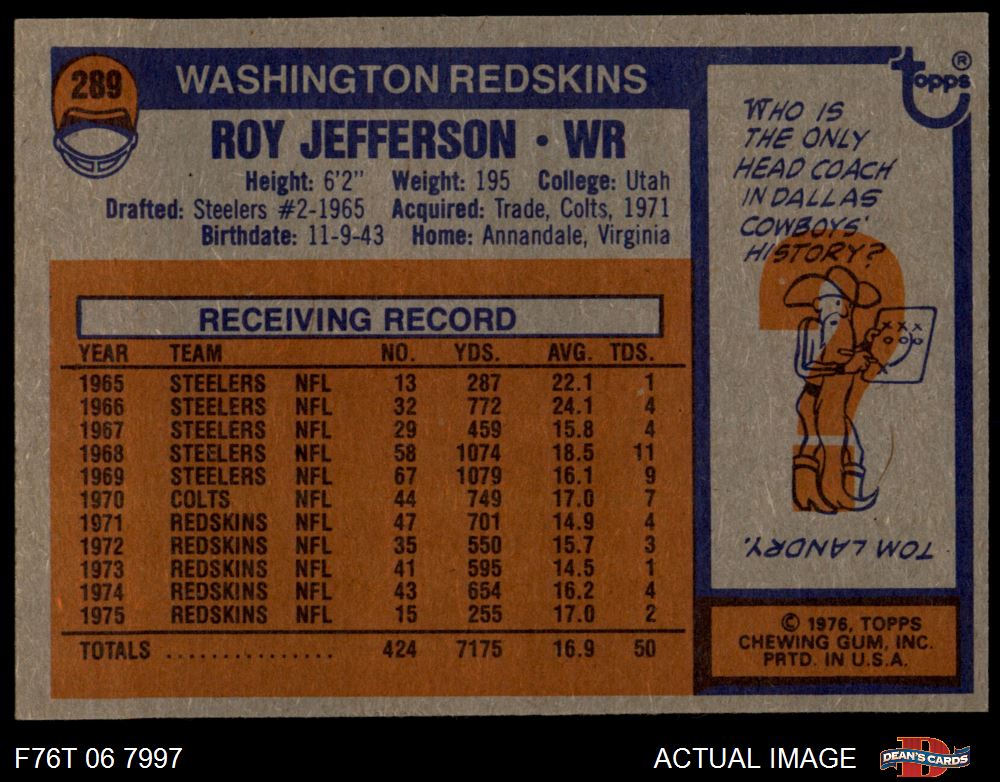 289
WASHINGTON REDSKINS
ROY JEFFERSON • WR
Height: 6'2" Weight: 195 College: Utah
Drafted: Steelers #2-1965 Acquired: Trade, Colts, 1971
Birthdate: 11-9-43 Home: Annandale, Virginia
RECEIVING RECORD
YEAR TEAM NO. YDS. AVG. TDS.
1965 STEELERS NFL 13 287 22.1 1
1966 STEELERS NFL 32 772 24.1 4
1967 STEELERS NFL 29 459 15.8 4
1968 STEELERS NFL 58 1074 18.5 11
1969 STEELERS NFL 67 1079 16.1 9
1970 COLTS NFL 44 749 17.0 7
1971 REDSKINS NFL 47 701 14.9 4
1972 REDSKINS NFL 35 550 15.7 3
1973 REDSKINS NFL 41 595 14.5 1
1974 REDSKINS NFL 43 654 16.2 4
1975 REDSKINS NFL 15 255 17.0 2
TOTALS ............... 424 7175 16.9 50
topps ®
WHO IS
THE ONLY
HEAD COACH
IN DALLAS
COWBOYS'
HISTORY?
?
X X X
O O O
X
TOM LANDRY.
© 1976, TOPPS
CHEWING GUM, INC.
PRTD. IN U.S.A.
F76T 06 7997
ACTUAL IMAGE
D
DEAN'S CARDS